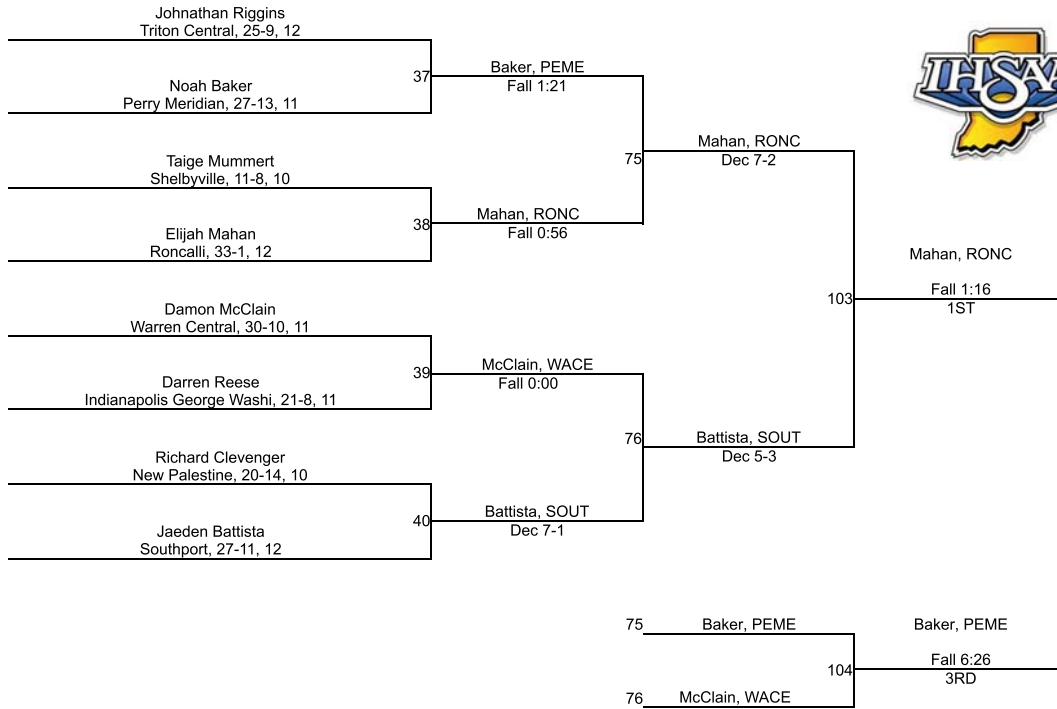 Johnathan Riggins
Triton Central, 25-9, 12
37
Baker, PEME
Fall 1:21
Noah Baker
Perry Meridian, 27-13, 11
IHSAA
75
Mahan, RONC
Dec 7-2
Taige Mummert
Shelbyville, 11-8, 10
38
Mahan, RONC
Fall 0:56
Elijah Mahan
Roncalli, 33-1, 12
103
Mahan, RONC
Fall 1:16
1ST
Damon McClain
Warren Central, 30-10, 11
39
McClain, WACE
Fall 0:00
Darren Reese
Indianapolis George Washi, 21-8, 11
76
Battista, SOUT
Dec 5-3
Richard Clevenger
New Palestine, 20-14, 10
40
Battista, SOUT
Dec 7-1
Jaeden Battista
Southport, 27-11, 12
75
Baker, PEME
104
Baker, PEME
Fall 6:26
3RD
76
McClain, WACE